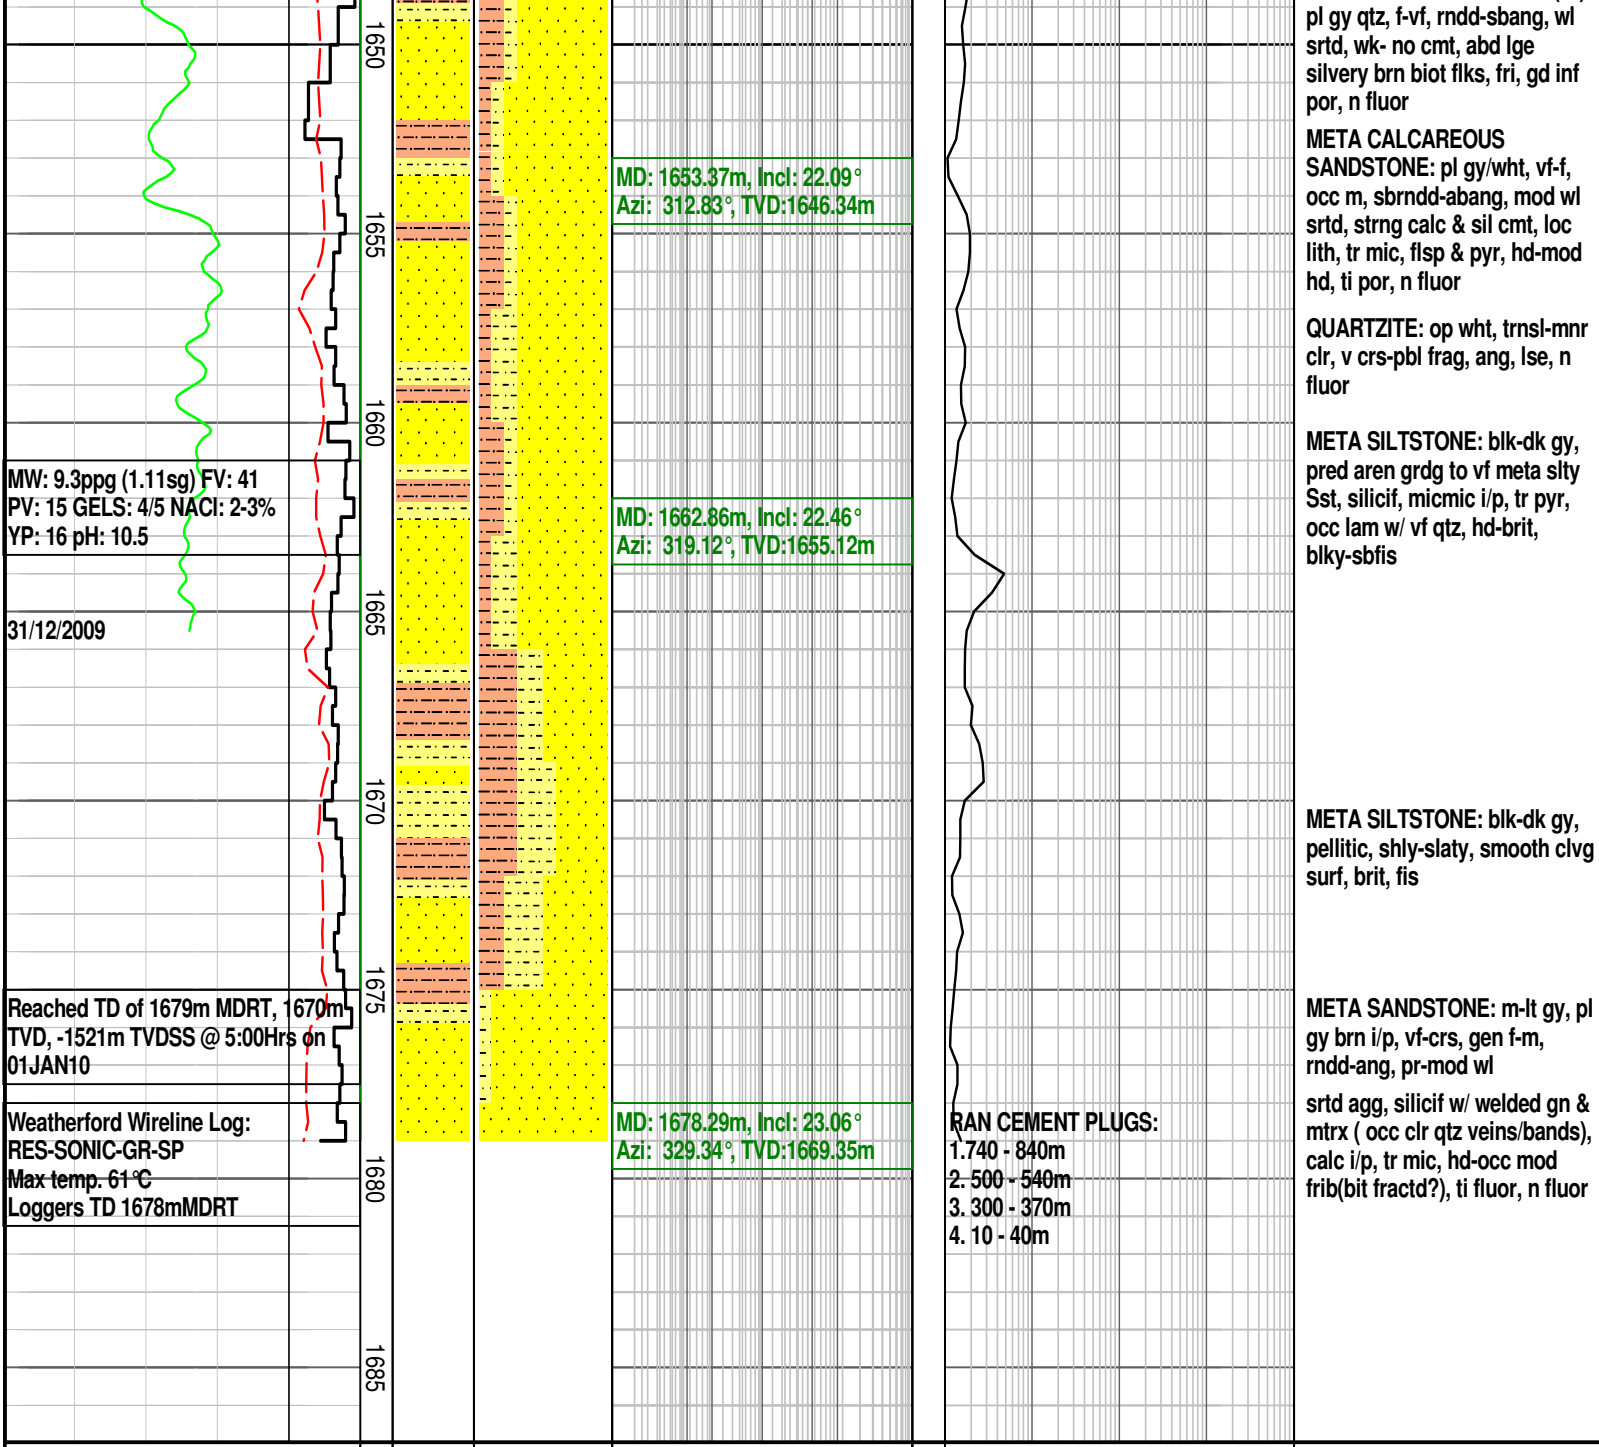 pl gy qtz, f-vf, rndd-sbang, wl
srtd, wk- no cmt, abd lge
silvery brn biot flks, fri, gd inf
por, n fluor
META CALCAREOUS
SANDSTONE: pl gy/wht, vf-f,
occ m, sbrndd-abang, mod wl
srtd, strng calc & sil cmt, loc
lith, tr mic, flsp & pyr, hd-mod
hd, ti por, n fluor
QUARTZITE: op wht, trnsl-mnr
clr, v crs-pbl frag, ang, lse, n
fluor
META SILTSTONE: blk-dk gy,
pred aren grdg to vf meta slty
Sst, silicif, micmic i/p, tr pyr,
occ lam w/ vf qtz, hd-brit,
blky-sbfis
META SILTSTONE: blk-dk gy,
pellitic, shly-slaty, smooth clvg
surf, brit, fis
META SANDSTONE: m-lt gy, pl
gy brn i/p, vf-crs, gen f-m,
rndd-ang, pr-mod wl
srtd agg, silicif w/ welded gn &
mtrx ( occ clr qtz veins/bands),
calc i/p, tr mic, hd-occ mod
frib(bit fractd?), ti fluor, n fluor
1650
1655
1660
1665
1670
1675
1680
1685
MD: 1653.37m, Incl: 22.09°
Azi: 312.83°, TVD:1646.34m
MD: 1662.86m, Incl: 22.46°
Azi: 319.12°, TVD:1655.12m
MD: 1678.29m, Incl: 23.06°
Azi: 329.34°, TVD:1669.35m
MW: 9.3ppg (1.11sg) FV: 41
PV: 15 GELS: 4/5 NACl: 2-3%
YP: 16 pH: 10.5
31/12/2009
Reached TD of 1679m MDRT, 1670m
TVD, -1521m TVDSS @ 5:00Hrs on
01JAN10
Weatherford Wireline Log:
RES-SONIC-GR-SP
Max temp. 61°C
Loggers TD 1678mMDRT
RAN CEMENT PLUGS:
1.740 - 840m
2. 500 - 540m
3. 300 - 370m
4. 10 - 40m